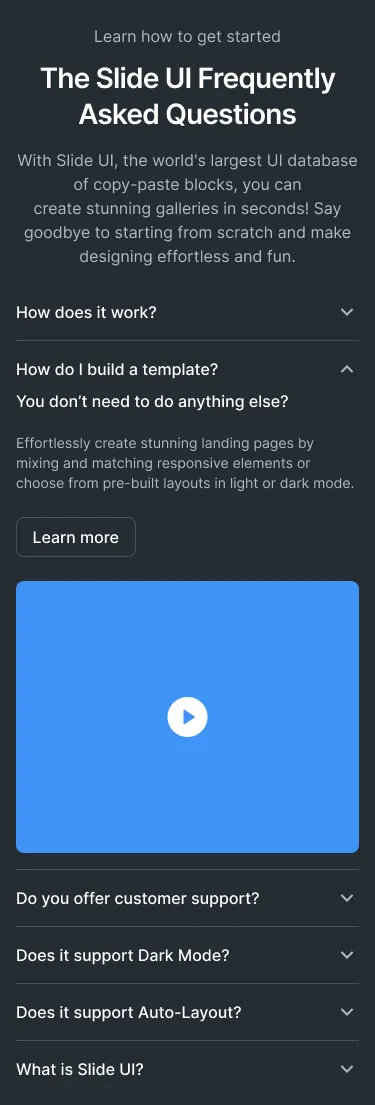 Learn how to get started
The Slide UI Frequently
Asked Questions
With Slide UI, the world's largest UI database
of copy-paste blocks, you can
create stunning galleries in seconds! Say
goodbye to starting from scratch and make
designing effortless and fun.
How does it work?
How do I build a template?
You don’t need to do anything else?
Effortlessly create stunning landing pages by
mixing and matching responsive elements or
choose from pre-built layouts in light or dark mode.
Learn more
Do you offer customer support?
Does it support Dark Mode?
Does it support Auto-Layout?
What is Slide UI?